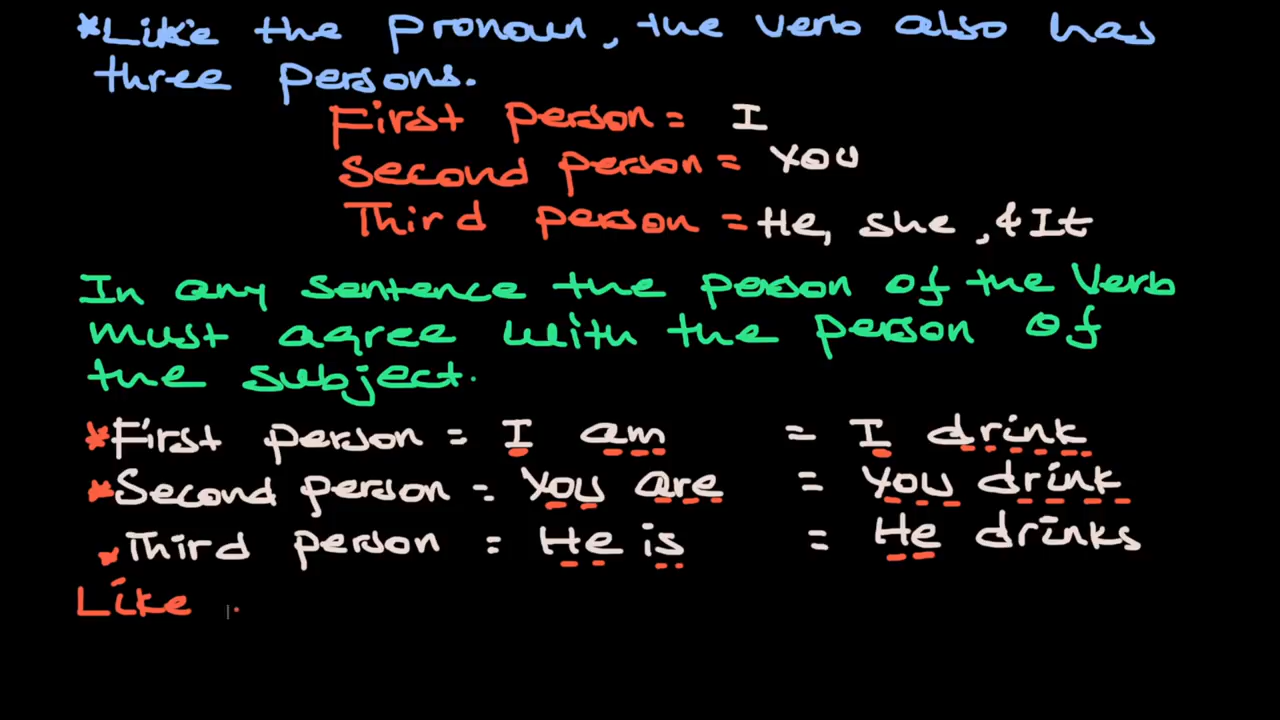 *Like the pronoun, the verb also has
three persons.
First person = I
Second person = you
Third person = He, she, & It
In any sentence the person of the verb
must agree with the person of
the subject.
*First person = I am = I drink
*Second person = you are = you drink
*Third person = He is = He drinks
Like